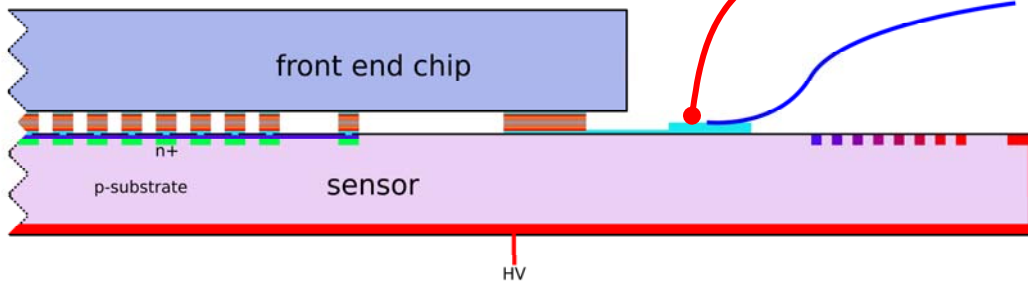 front end chip
n+
p-substrate
sensor
HV